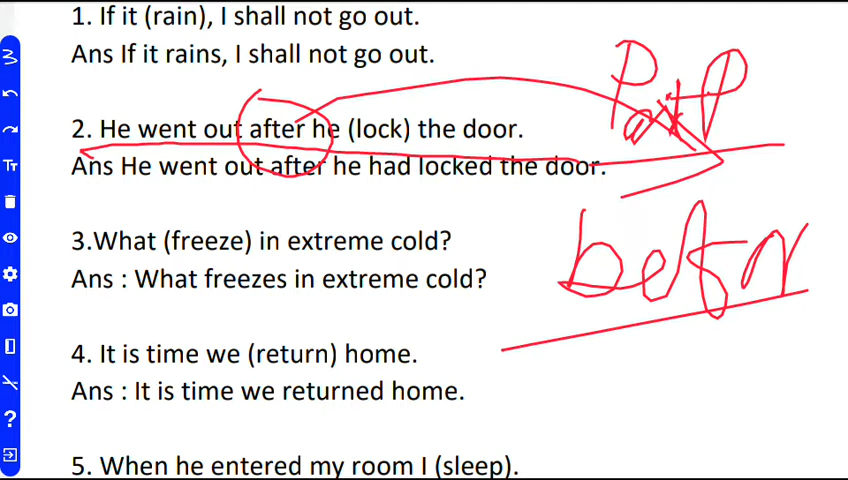 1. If it (rain), I shall not go out.
Ans If it rains, I shall not go out.
2. He went out after he (lock) the door.
Ans He went out after he had locked the door.
3.What (freeze) in extreme cold?
Ans : What freezes in extreme cold?
4. It is time we (return) home.
Ans : It is time we returned home.
5. When he entered my room I (sleep).